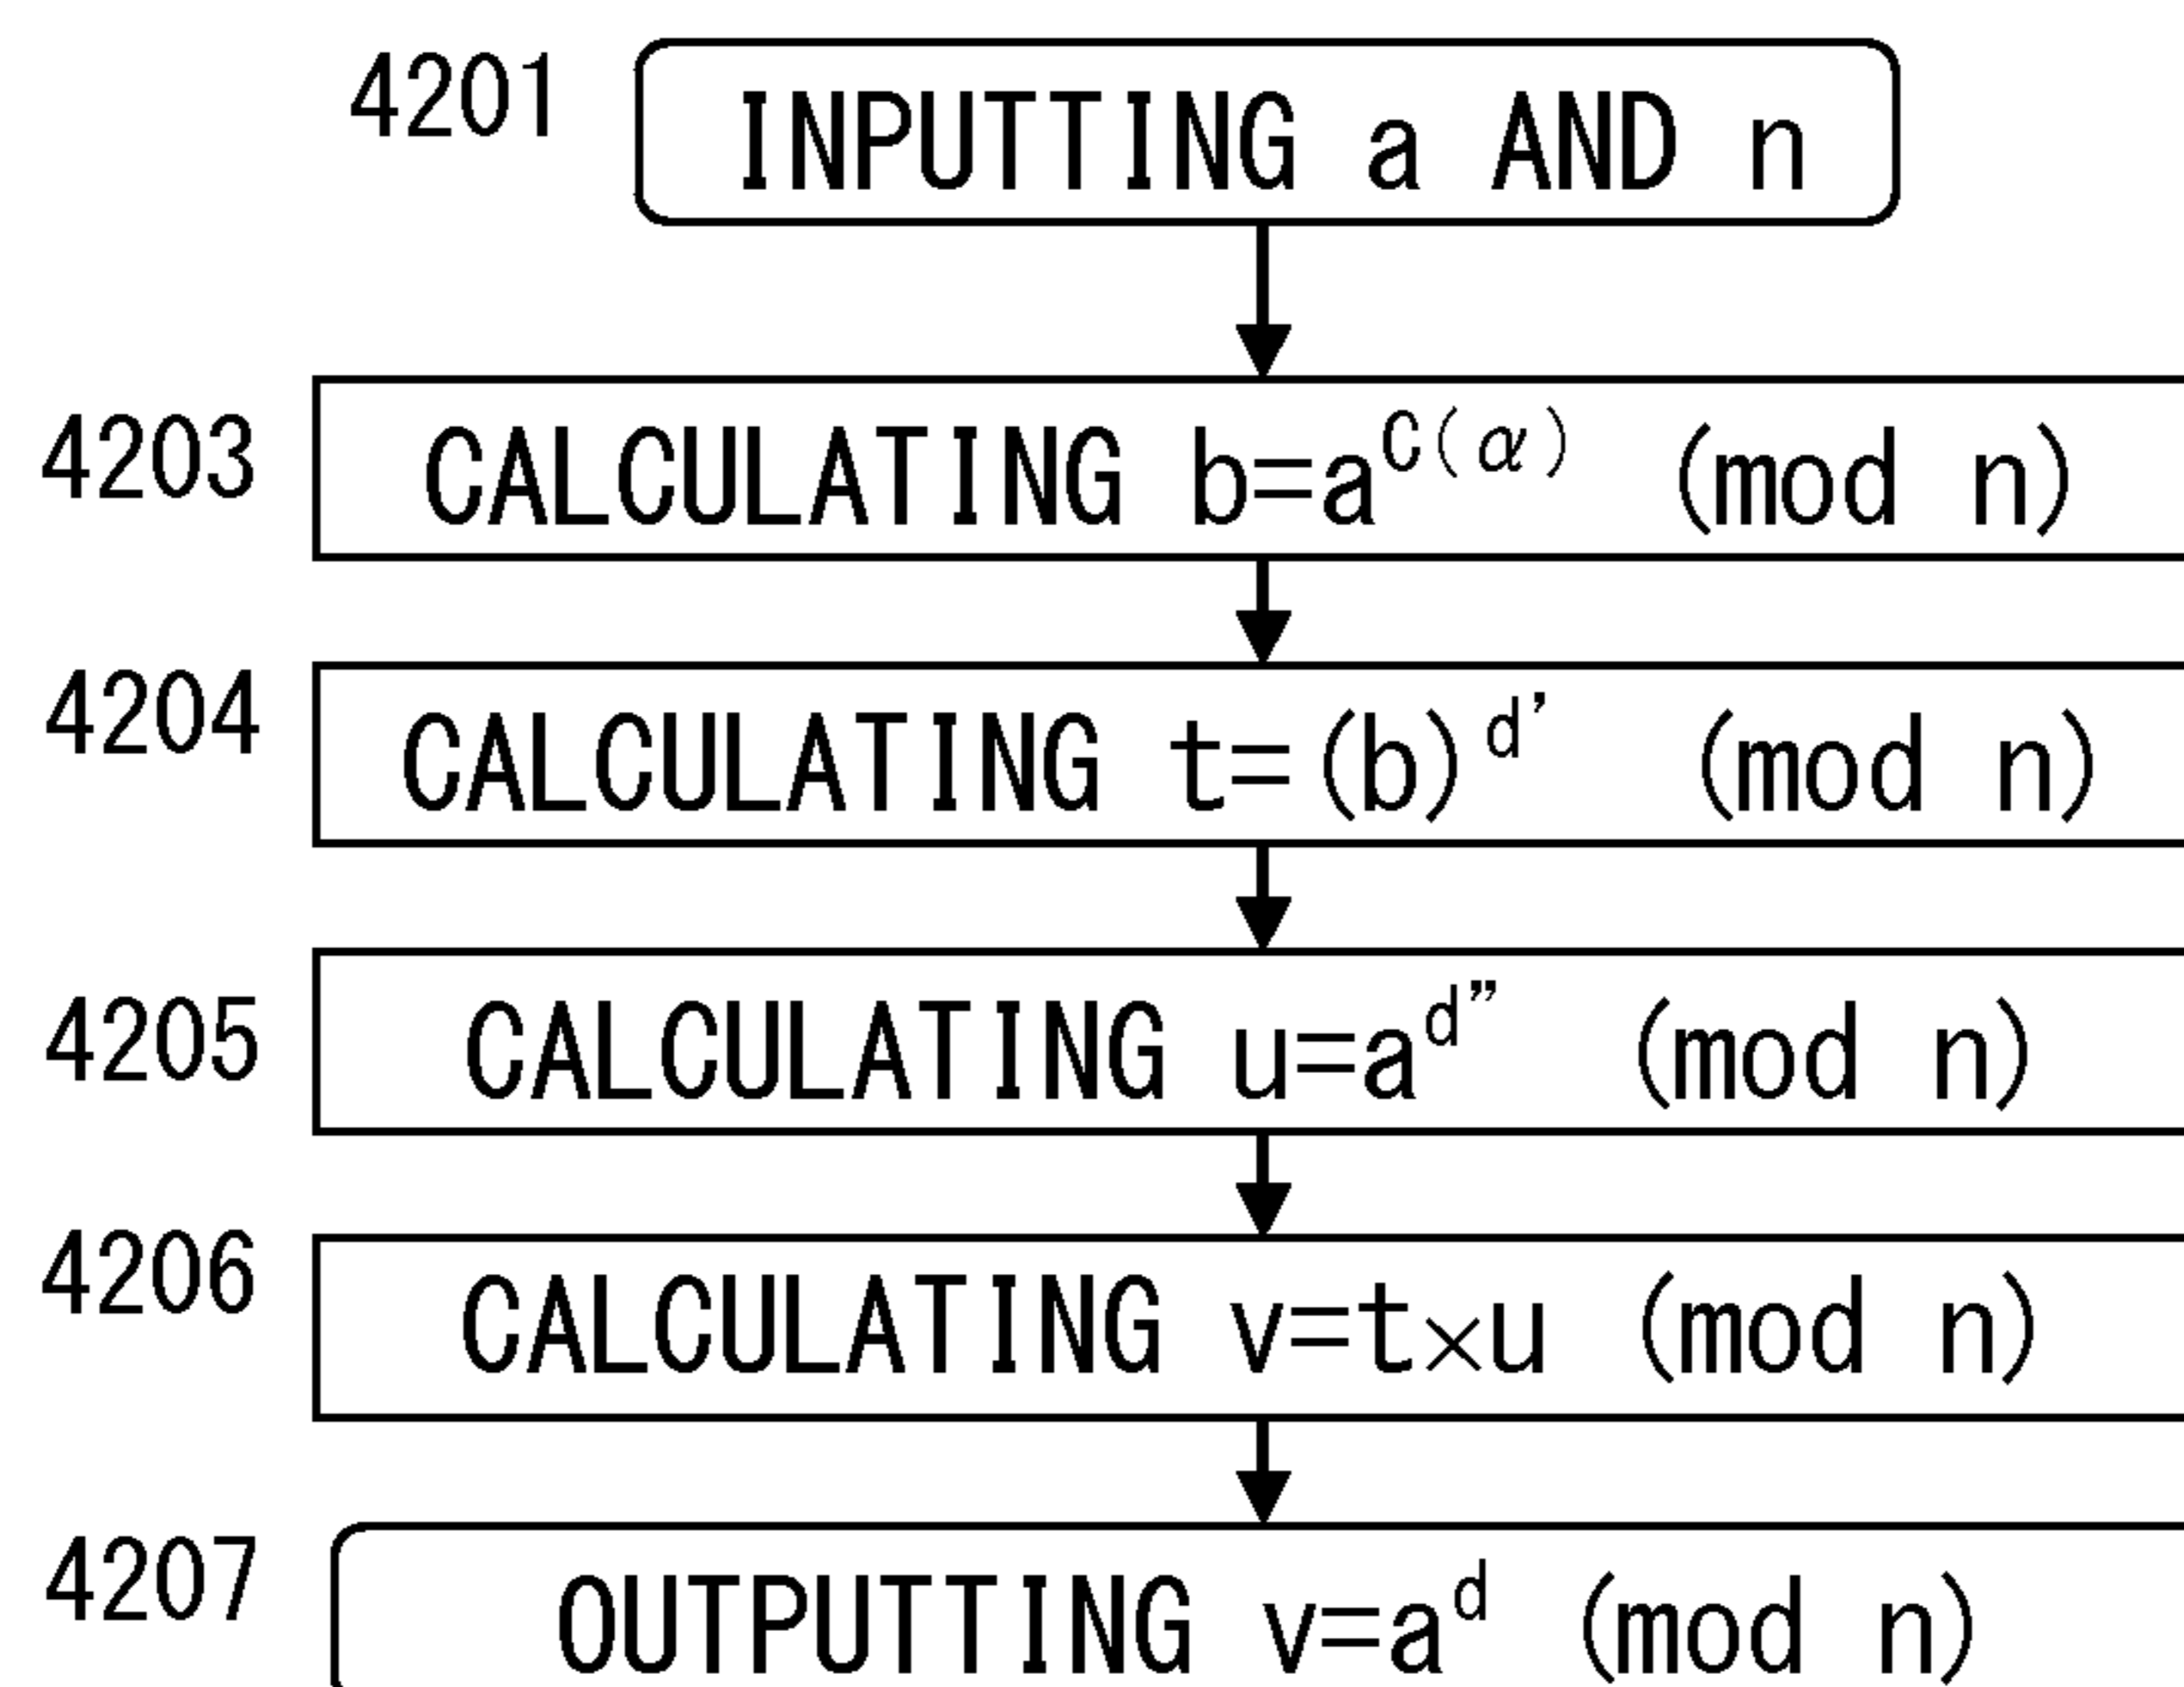 4201 INPUTTING a AND n
4203 CALCULATING b=a^C(α) (mod n)
4204 CALCULATING t=(b)^d' (mod n)
4205 CALCULATING u=a^d” (mod n)
4206 CALCULATING v=t×u (mod n)
4207 OUTPUTTING v=a^d (mod n)